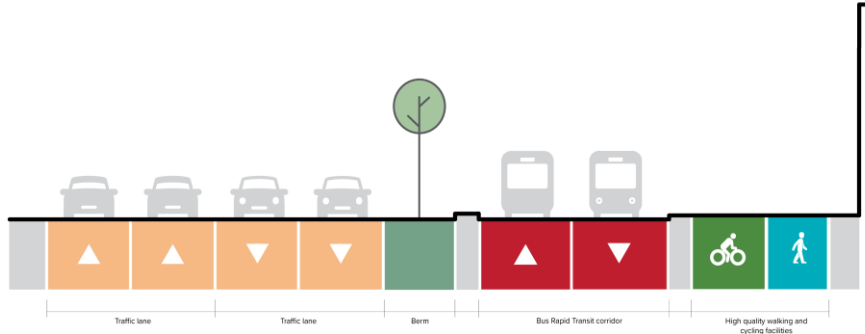 Traffic lane
Traffic lane
Berm
Bus Rapid Transit corridor
High quality walking and
cycling facilities